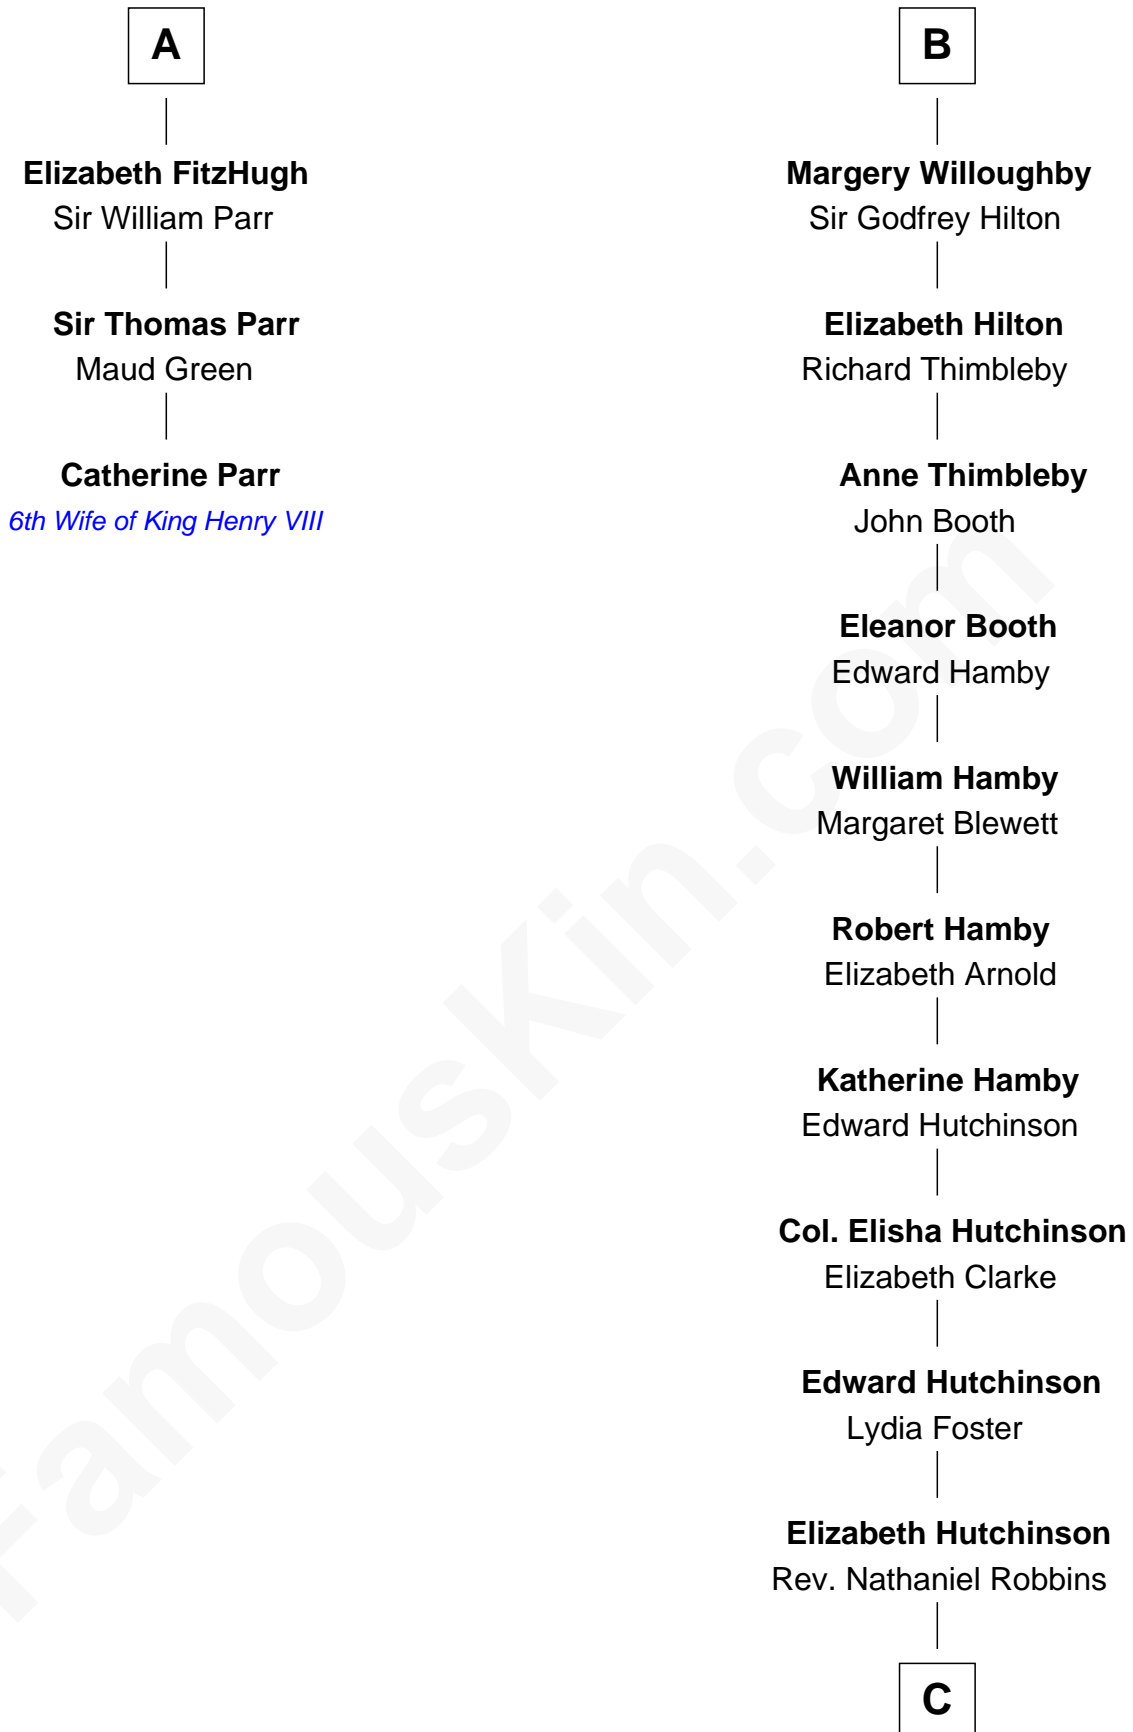 A
Elizabeth FitzHugh
Sir William Parr
Sir Thomas Parr
Maud Green
Catherine Parr
6th Wife of King Henry VIII
B
Margery Willoughby
Sir Godfrey Hilton
Elizabeth Hilton
Richard Thimbleby
Anne Thimbleby
John Booth
Eleanor Booth
Edward Hamby
William Hamby
Margaret Blewett
Robert Hamby
Elizabeth Arnold
Katherine Hamby
Edward Hutchinson
Col. Elisha Hutchinson
Elizabeth Clarke
Edward Hutchinson
Lydia Foster
Elizabeth Hutchinson
Rev. Nathaniel Robbins
C
FamousKin.com